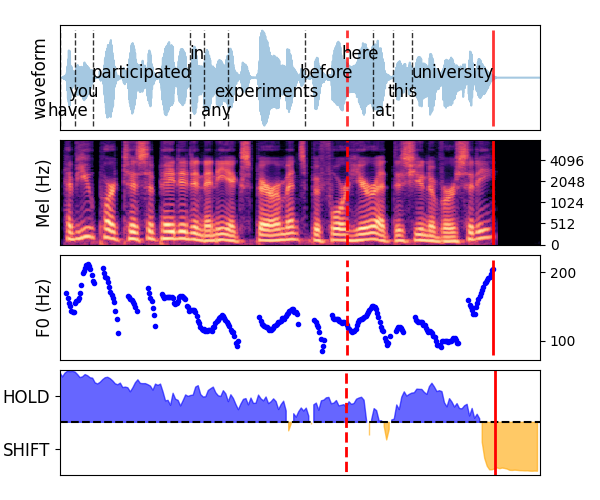 waveform
have
you
participated
in
any
experiments
before
here
at
this
university
Mel (Hz)
4096
2048
1024
512
0
F0 (Hz)
200
100
HOLD
SHIFT